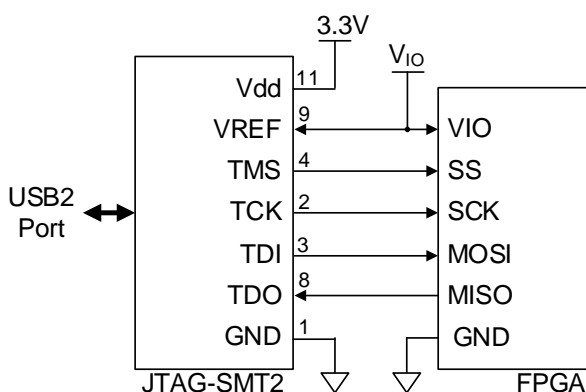 3.3V
V_IO
Vdd 11
VREF 9 VIO
TMS 4 SS
USB2
Port
TCK 2 SCK
TDI 3 MOSI
TDO 8 MISO
GND 1 GND
JTAG-SMT2 FPGA